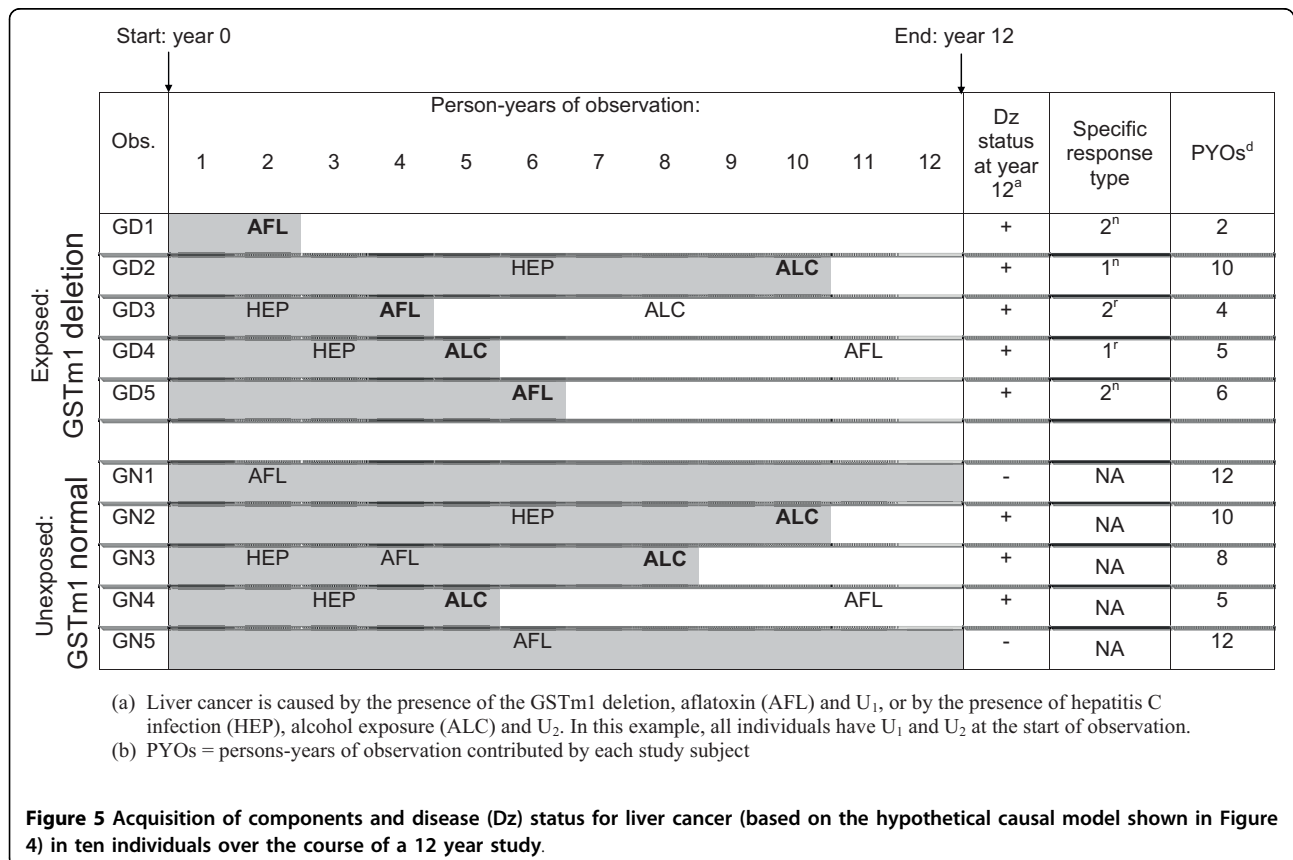 Start: year 0 End: year 12
Obs. Person-years of observation: Dz status at year 12a Specific response type PYOsd
1 2 3 4 5 6 7 8 9 10 11 12
Exposed: GSTm1 deletion
GD1 AFL + 2n 2
GD2 HEP ALC + 1n 10
GD3 HEP AFL ALC + 2r 4
GD4 HEP ALC AFL + 1r 5
GD5 AFL + 2n 6
Unexposed: GSTm1 normal
GN1 AFL - NA 12
GN2 HEP ALC + NA 10
GN3 HEP AFL ALC + NA 8
GN4 HEP ALC AFL + NA 5
GN5 AFL - NA 12
(a) Liver cancer is caused by the presence of the GSTm1 deletion, aflatoxin (AFL) and U1, or by the presence of hepatitis C
infection (HEP), alcohol exposure (ALC) and U2. In this example, all individuals have U1 and U2 at the start of observation.
(b) PYOs = persons-years of observation contributed by each study subject
Figure 5 Acquisition of components and disease (Dz) status for liver cancer (based on the hypothetical causal model shown in Figure
4) in ten individuals over the course of a 12 year study.